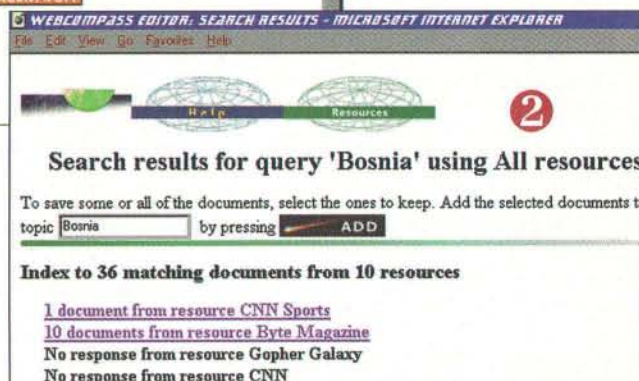 WEBCOMPASS EDITOR: SEARCH RESULTS - MICROSOFT INTERNET EXPLORER
File Edit View Go Favorites Help
Help Resources
2
Search results for query 'Bosnia' using All resources
To save some or all of the documents, select the ones to keep. Add the selected documents t
topic Bosnia by pressing ADD
Index to 36 matching documents from 10 resources
1 document from resource CNN Sports
10 documents from resource Byte Magazine
No response from resource Gopher Galaxy
No response from resource CNN